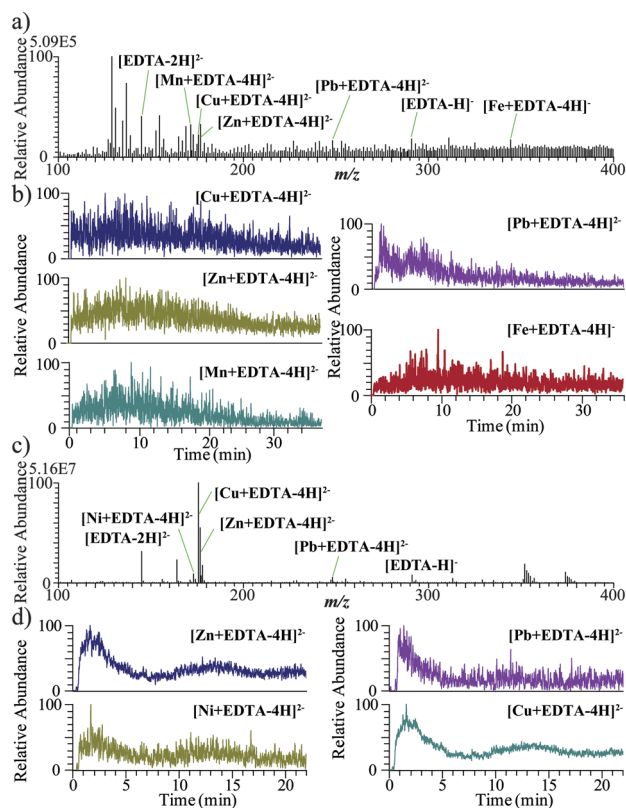 a)
5.09E5
100
[EDTA-2H]²⁻
[Mn+EDTA-4H]²⁻
[Cu+EDTA-4H]²⁻
[Zn+EDTA-4H]²⁻
[Pb+EDTA-4H]²⁻
[EDTA-H]⁻
[Fe+EDTA-4H]⁻
Relative Abundance
0
100 200 300 400
m/z
b)
100
[Cu+EDTA-4H]²⁻
0
100
[Zn+EDTA-4H]²⁻
0
100
[Mn+EDTA-4H]²⁻
0
Relative Abundance
0 10 20 30
Time (min)
100
[Pb+EDTA-4H]²⁻
0
100
[Fe+EDTA-4H]⁻
0
Relative Abundance
0 10 20 30
Time (min)
c)
5.16E7
100
[Cu+EDTA-4H]²⁻
[Ni+EDTA-4H]²⁻
[Zn+EDTA-4H]²⁻
[EDTA-2H]²⁻
[Pb+EDTA-4H]²⁻
[EDTA-H]⁻
Relative Abundance
0
100 200 300 400
m/z
d)
100
[Zn+EDTA-4H]²⁻
0
100
[Ni+EDTA-4H]²⁻
0
Relative Abundance
0 5 10 15 20
Time (min)
100
[Pb+EDTA-4H]²⁻
0
100
[Cu+EDTA-4H]²⁻
0
Relative Abundance
0 5 10 15 20
Time (min)